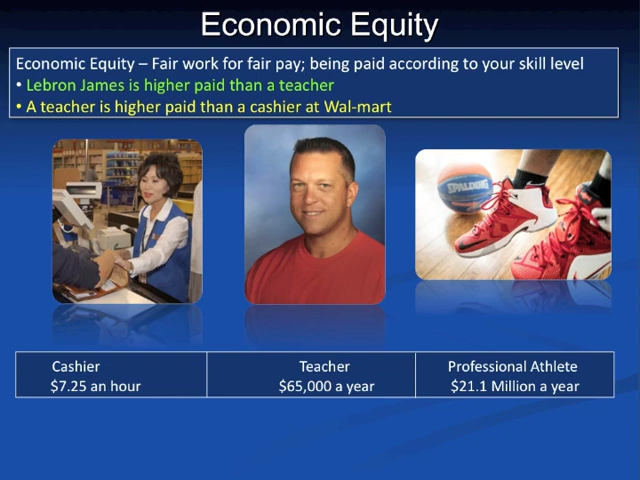 Economic Equity
Economic Equity – Fair work for fair pay; being paid according to your skill level
• Lebron James is higher paid than a teacher
• A teacher is higher paid than a cashier at Wal-mart
SPALDING
Cashier
$7.25 an hour
Teacher
$65,000 a year
Professional Athlete
$21.1 Million a year